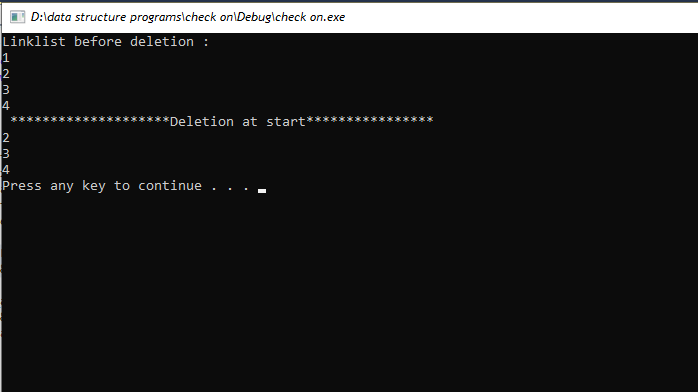 D:\data structure programs\check on\Debug\check on.exe
Linklist before deletion :
1
2
3
4
********************Deletion at start****************
2
3
4
Press any key to continue . . .